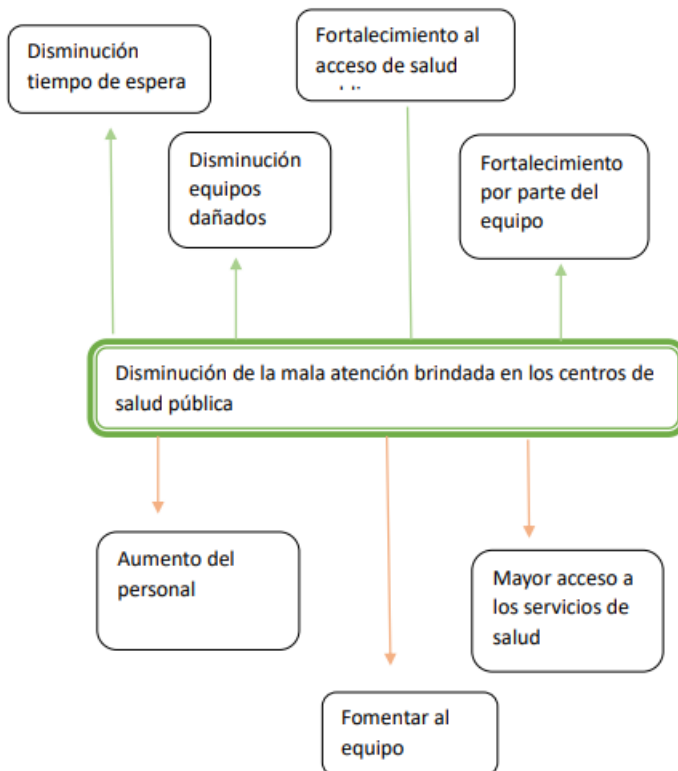 Disminución
tiempo de espera
Fortalecimiento al
acceso de salud
Disminución
equipos
dañados
Fortalecimiento
por parte del
equipo
Disminución de la mala atención brindada en los centros de
salud pública
Aumento del
personal
Mayor acceso a
los servicios de
salud
Fomentar al
equipo